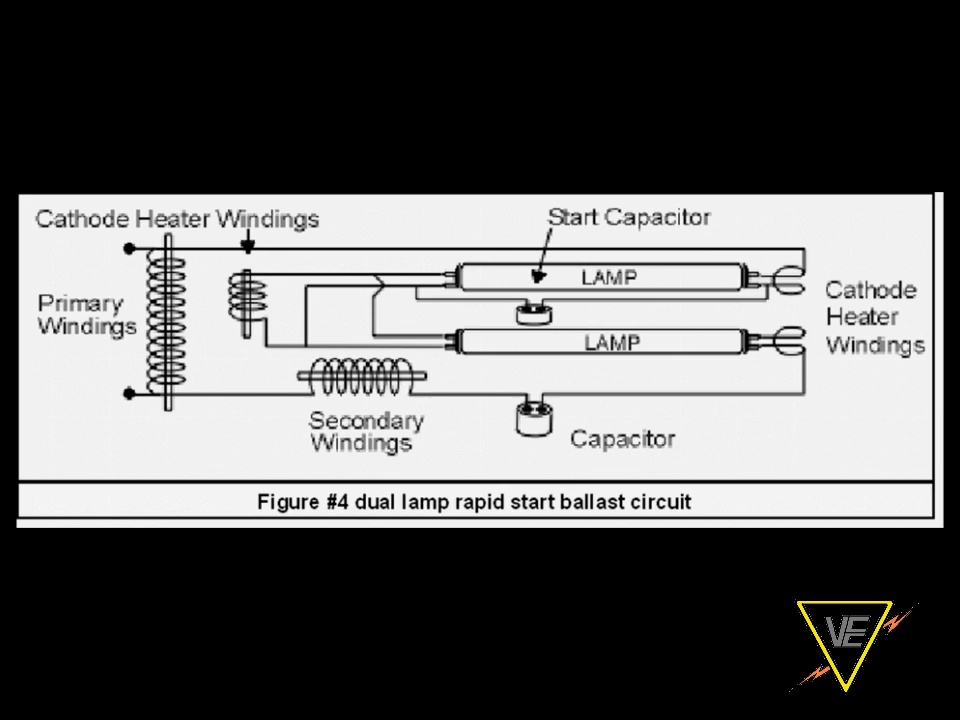 Cathode Heater Windings
Start Capacitor
LAMP
Primary
Windings
Cathode
Heater
Windings
LAMP
Secondary
Windings
Capacitor
Figure #4 dual lamp rapid start ballast circuit
VE